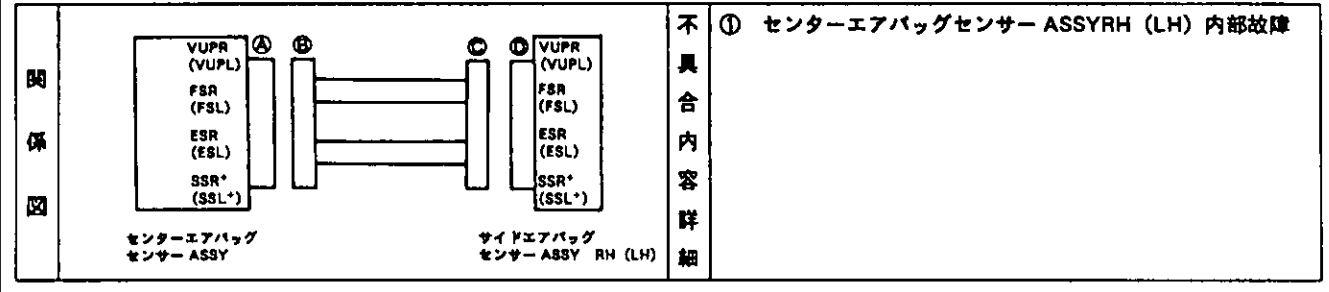 関係図
VUPR
(VUPL)
FSR
(FSL)
ESR
(ESL)
SSR+
(SSL+)
Ⓐ
Ⓑ
Ⓒ
Ⓓ
VUPR
(VUPL)
FSR
(FSL)
ESR
(ESL)
SSR+
(SSL+)
センターエアバッグ
センサー ASSY
サイドエアバッグ
センサー ASSY RH (LH)
不具合内容詳細
① センターエアバッグセンサー ASSYRH (LH) 内部故障